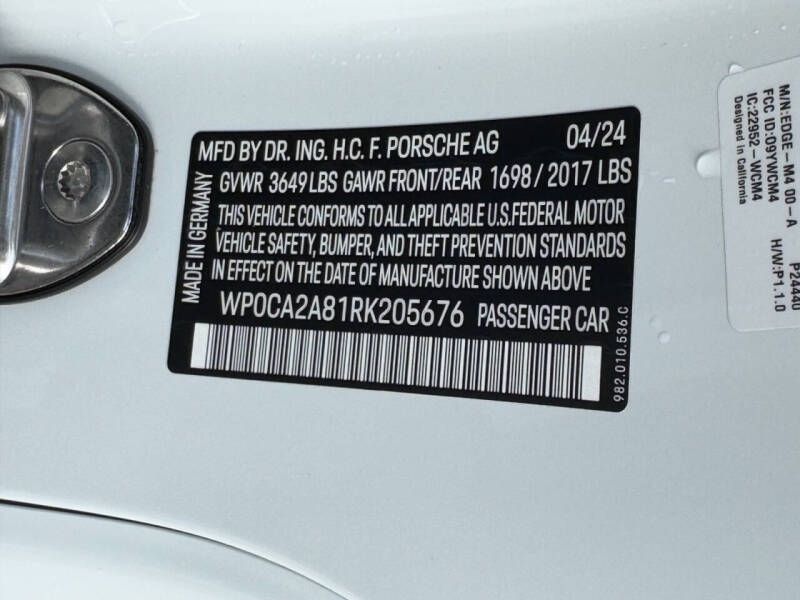 MFD BY DR. ING. H.C. F. PORSCHE AG 04/24
GVWR 3649 LBS GAWR FRONT/REAR 1698 / 2017 LBS
THIS VEHICLE CONFORMS TO ALL APPLICABLE U.S.FEDERAL MOTOR
VEHICLE SAFETY, BUMPER, AND THEFT PREVENTION STANDARDS
IN EFFECT ON THE DATE OF MANUFACTURE SHOWN ABOVE
WP0CA2A81RK205676 PASSENGER CAR
MADE IN GERMANY
982.010.536.C
M/N:EDGE-M4 00-A
FCC ID:O9YWCM4
IC:22952-WCM4
Designed in California
P24440
H/W:P1.1.0